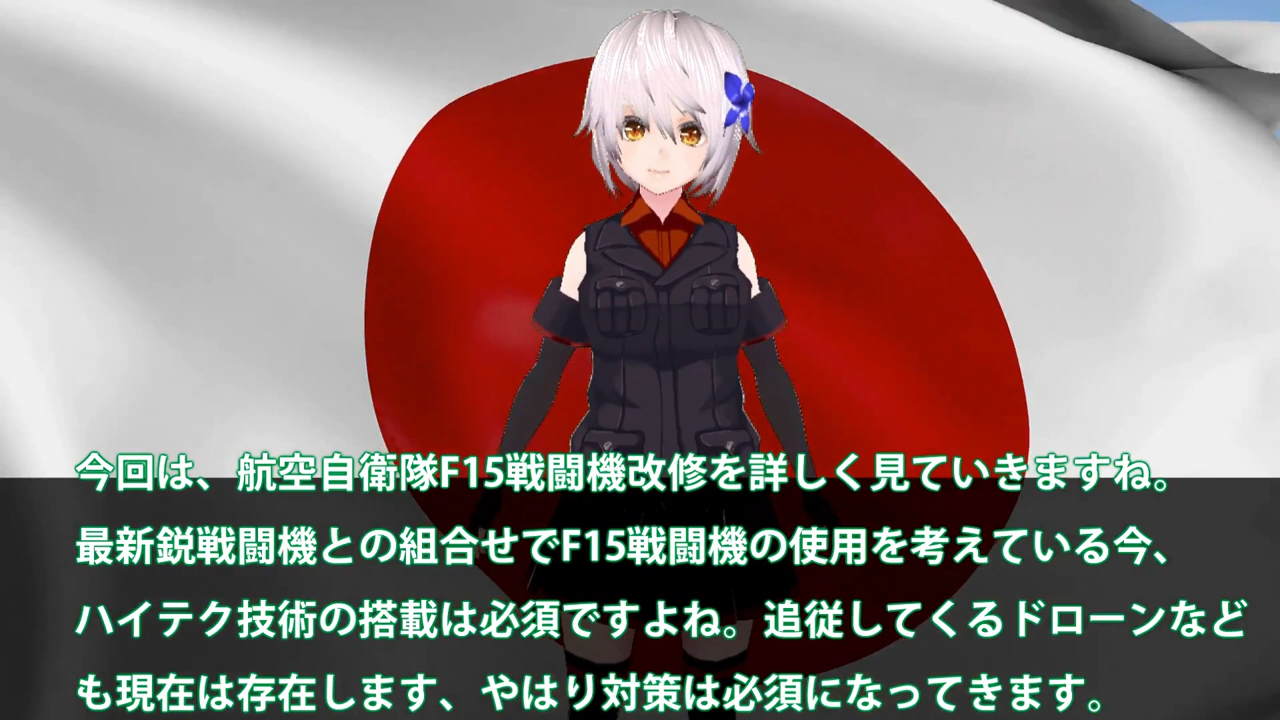 今回は、航空自衛隊F15戦闘機改修を詳しく見ていきますね。
最新鋭戦闘機との組合せでF15戦闘機の使用を考えている今、
ハイテク技術の搭載は必須ですよね。追従してくるドローンなど
も現在は存在します、やはり対策は必須になってきます。